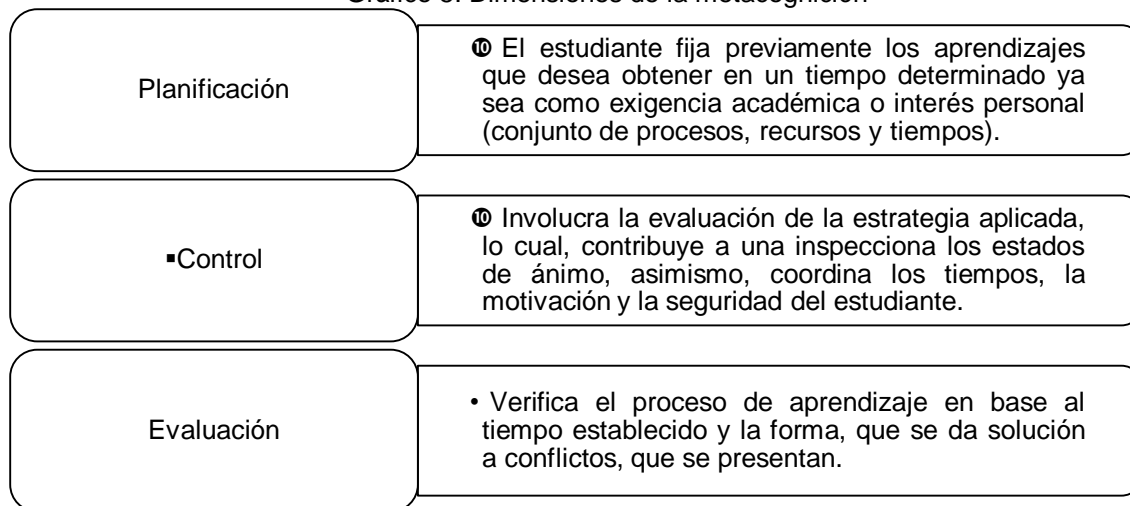 Gráfico 3. Dimensiones de la metacognición
Planificación
❿ El estudiante fija previamente los aprendizajes
que desea obtener en un tiempo determinado ya
sea como exigencia académica o interés personal
(conjunto de procesos, recursos y tiempos).
▪Control
❿ Involucra la evaluación de la estrategia aplicada,
lo cual, contribuye a una inspecciona los estados
de ánimo, asimismo, coordina los tiempos, la
motivación y la seguridad del estudiante.
Evaluación
• Verifica el proceso de aprendizaje en base al
tiempo establecido y la forma, que se da solución
a conflictos, que se presentan.